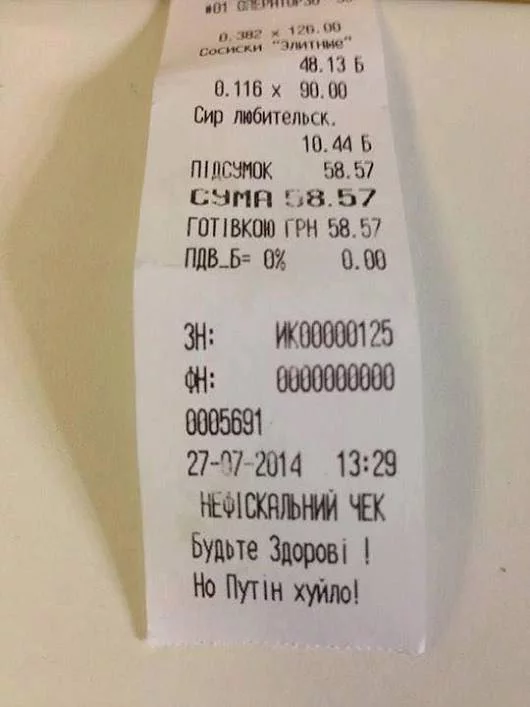 #01 ОПЕРАТОР30
0.382 x 126.00
Сосиски "Элитные"
48.13 Б
0.116 x 90.00
Сир любительск.
10.44 Б
ПІДСУМОК 58.57
СУМА 58.57
ГОТІВКОЮ ГРН 58.57
ПДВ_Б= 0% 0.00
ЗН: ИК00000125
ФН: 0000000000
0005691
27-07-2014 13:29
НЕФІСКАЛЬНИЙ ЧЕК
Будьте Здорові !
Но Путін хуйло!